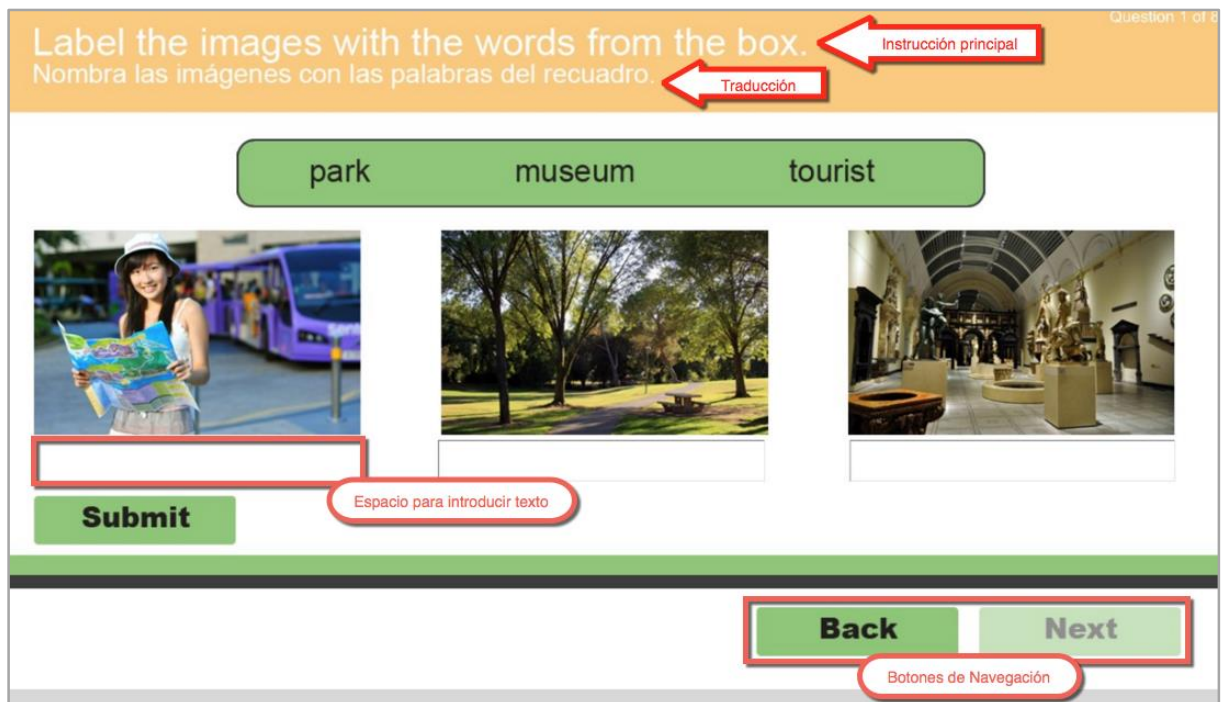 Question 1 of 8
Label the images with the words from the box.
Instrucción principal
Nombra las imágenes con las palabras del recuadro.
Traducción
park museum tourist
Espacio para introducir texto
Submit
Back Next
Botones de Navegación